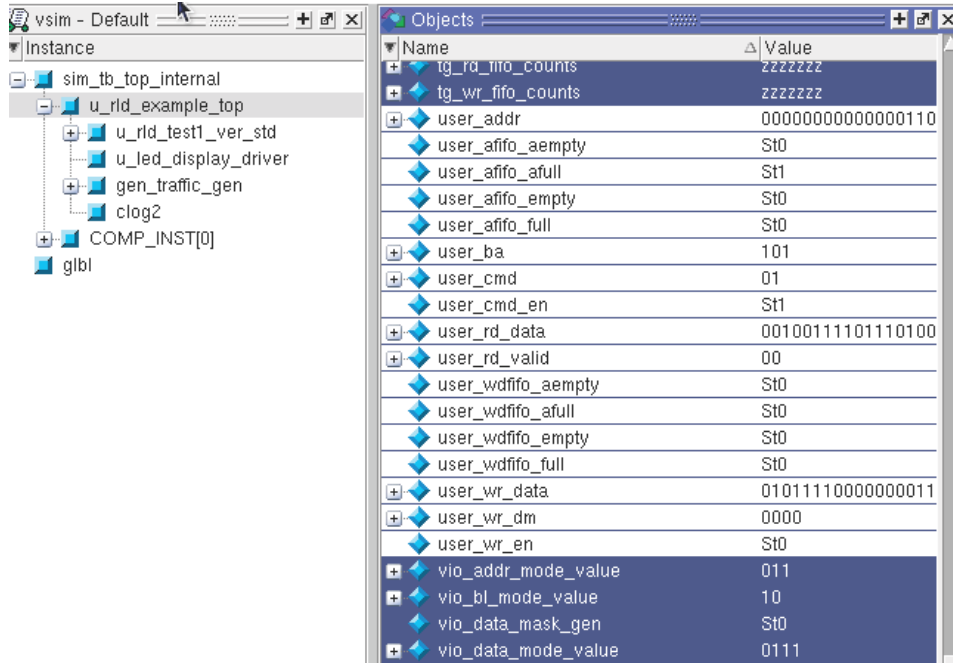 vsim - Default
Instance
sim_tb_top_internal
u_rld_example_top
u_rld_test1_ver_std
u_led_display_driver
gen_traffic_gen
clog2
COMP_INST[0]
glbl
Objects
Name Value
tg_rd_fifo_counts zzzzzzz
tg_wr_fifo_counts zzzzzzz
user_addr 00000000000000110
user_afifo_aempty St0
user_afifo_afull St1
user_afifo_empty St0
user_afifo_full St0
user_ba 101
user_cmd 01
user_cmd_en St1
user_rd_data 00100111101110100
user_rd_valid 00
user_wdfifo_aempty St0
user_wdfifo_afull St0
user_wdfifo_empty St0
user_wdfifo_full St0
user_wr_data 01011110000000011
user_wr_dm 0000
user_wr_en St0
vio_addr_mode_value 011
vio_bl_mode_value 10
vio_data_mask_gen St0
vio_data_mode_value 0111